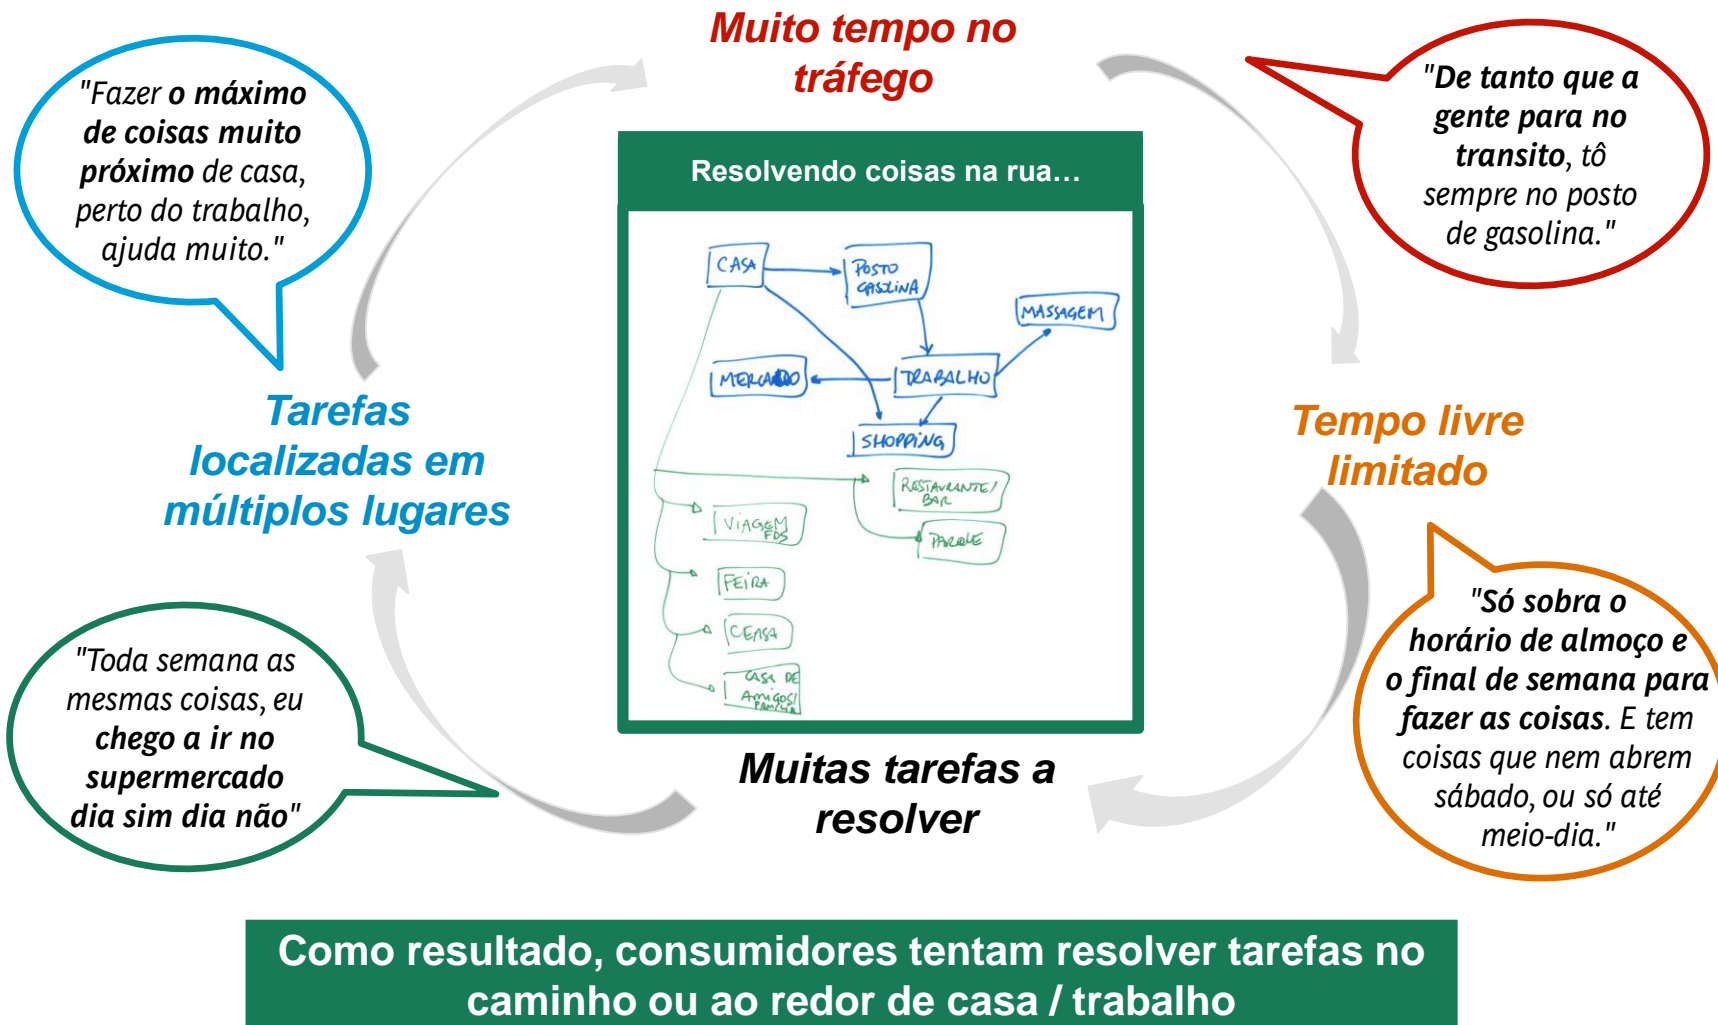 Muito tempo no
tráfego
"Fazer o máximo
de coisas muito
próximo de casa,
perto do trabalho,
ajuda muito."
"De tanto que a
gente para no
transito, tô
sempre no posto
de gasolina."
Resolvendo coisas na rua...
CASA
POSTO
GASOLINA
MASSAGEM
MERCADO
TRABALHO
SHOPPING
RESTAURANTE/
BAR
VIAGEM
FDS
PARQUE
FEIRA
CEASA
CASA DE
AMIGOS/
FAMÍLIA
Tarefas
localizadas em
múltiplos lugares
Tempo livre
limitado
"Toda semana as
mesmas coisas, eu
chego a ir no
supermercado
dia sim dia não"
"Só sobra o
horário de almoço e
o final de semana para
fazer as coisas. E tem
coisas que nem abrem
sábado, ou só até
meio-dia."
Muitas tarefas a
resolver
Como resultado, consumidores tentam resolver tarefas no
caminho ou ao redor de casa / trabalho